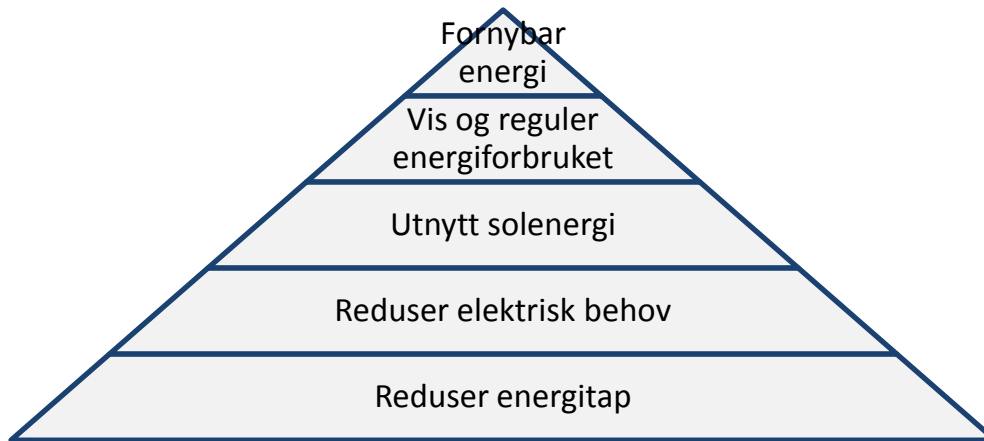 Fornybar
energi
Vis og reguler
energiforbruket
Utnytt solenergi
Reduser elektrisk behov
Reduser energitap